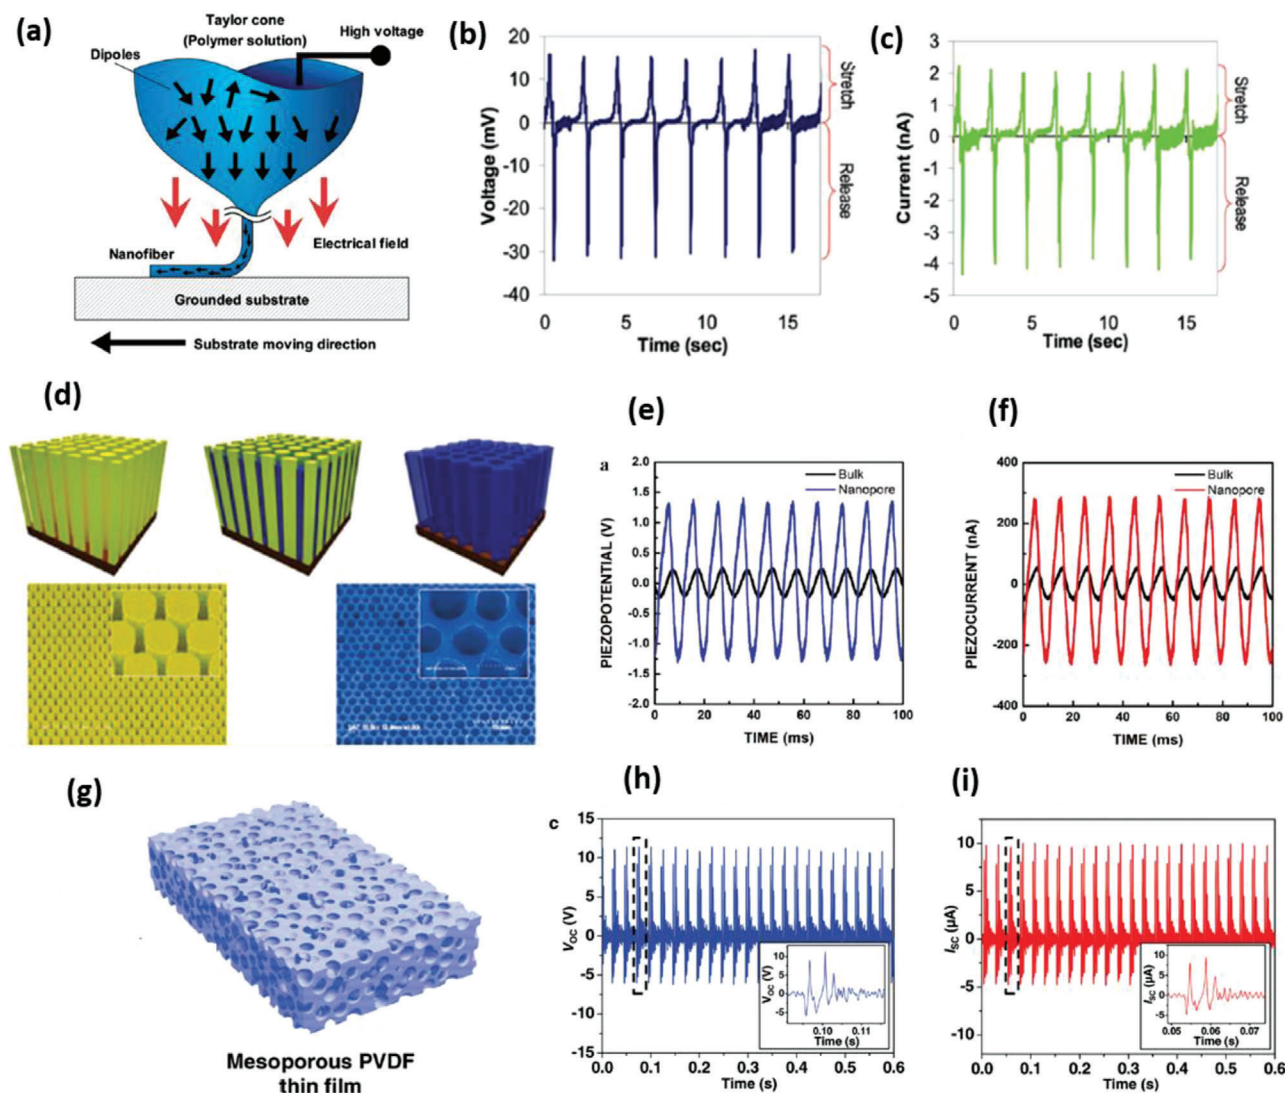 (a)
Taylor cone
(Polymer solution)
High voltage
Dipoles
Nanofiber
Electrical field
Grounded substrate
Substrate moving direction
(b)
20
10
0
-10
-20
-30
-40
Voltage (mV)
0 5 10 15
Time (sec)
Stretch
Release
(c)
3
2
1
0
-1
-2
-3
-4
-5
Current (nA)
0 5 10 15
Time (sec)
Stretch
Release
(d)
(e)
a
2.0
1.5
1.0
0.5
0.0
-0.5
-1.0
-1.5
-2.0
PIEZOPOTENTIAL (V)
Bulk
Nanopore
0 20 40 60 80 100
TIME (ms)
(f)
400
200
0
-200
-400
PIEZOCURRENT (nA)
Bulk
Nanopore
0 20 40 60 80 100
TIME (ms)
(g)
Mesoporous PVDF
thin film
(h)
c
15
10
5
0
-5
-10
-15
VOC (V)
0.0 0.1 0.2 0.3 0.4 0.5 0.6
Time (s)
10
5
0
-5
VOC (V)
0.10 0.11
Time (s)
(i)
10
5
0
-5
-10
ISC (µA)
0.0 0.1 0.2 0.3 0.4 0.5 0.6
Time (s)
10
5
0
-5
ISC (µA)
0.05 0.06 0.07
Time (s)